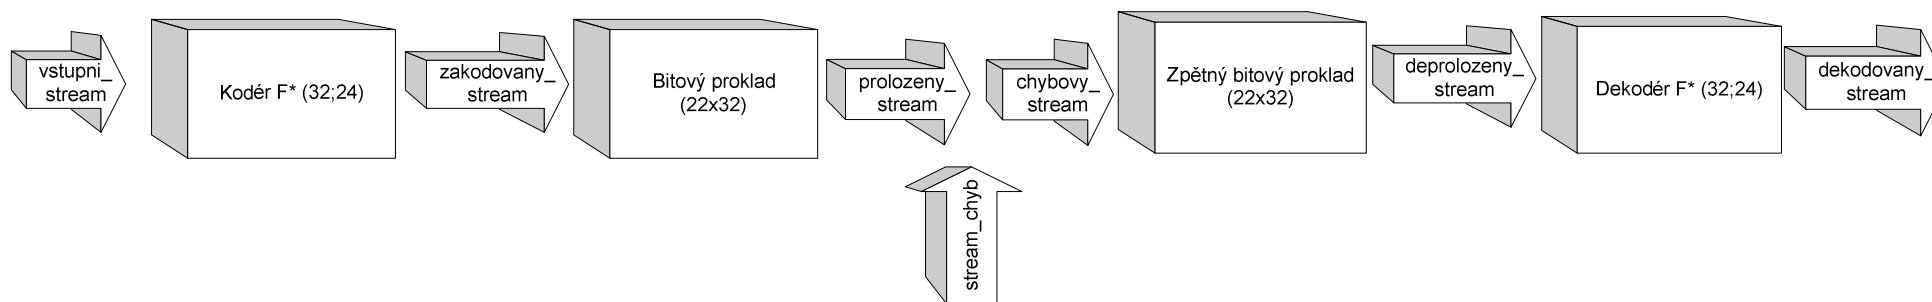 vstupni_
stream
Kodér F* (32;24)
zakodovany_
stream
Bitový proklad
(22x32)
prolozeny_
stream
chybovy_
stream
Zpětný bitový proklad
(22x32)
deprolozeny_
stream
Dekodér F* (32;24)
dekodovany_
stream
stream_chyb